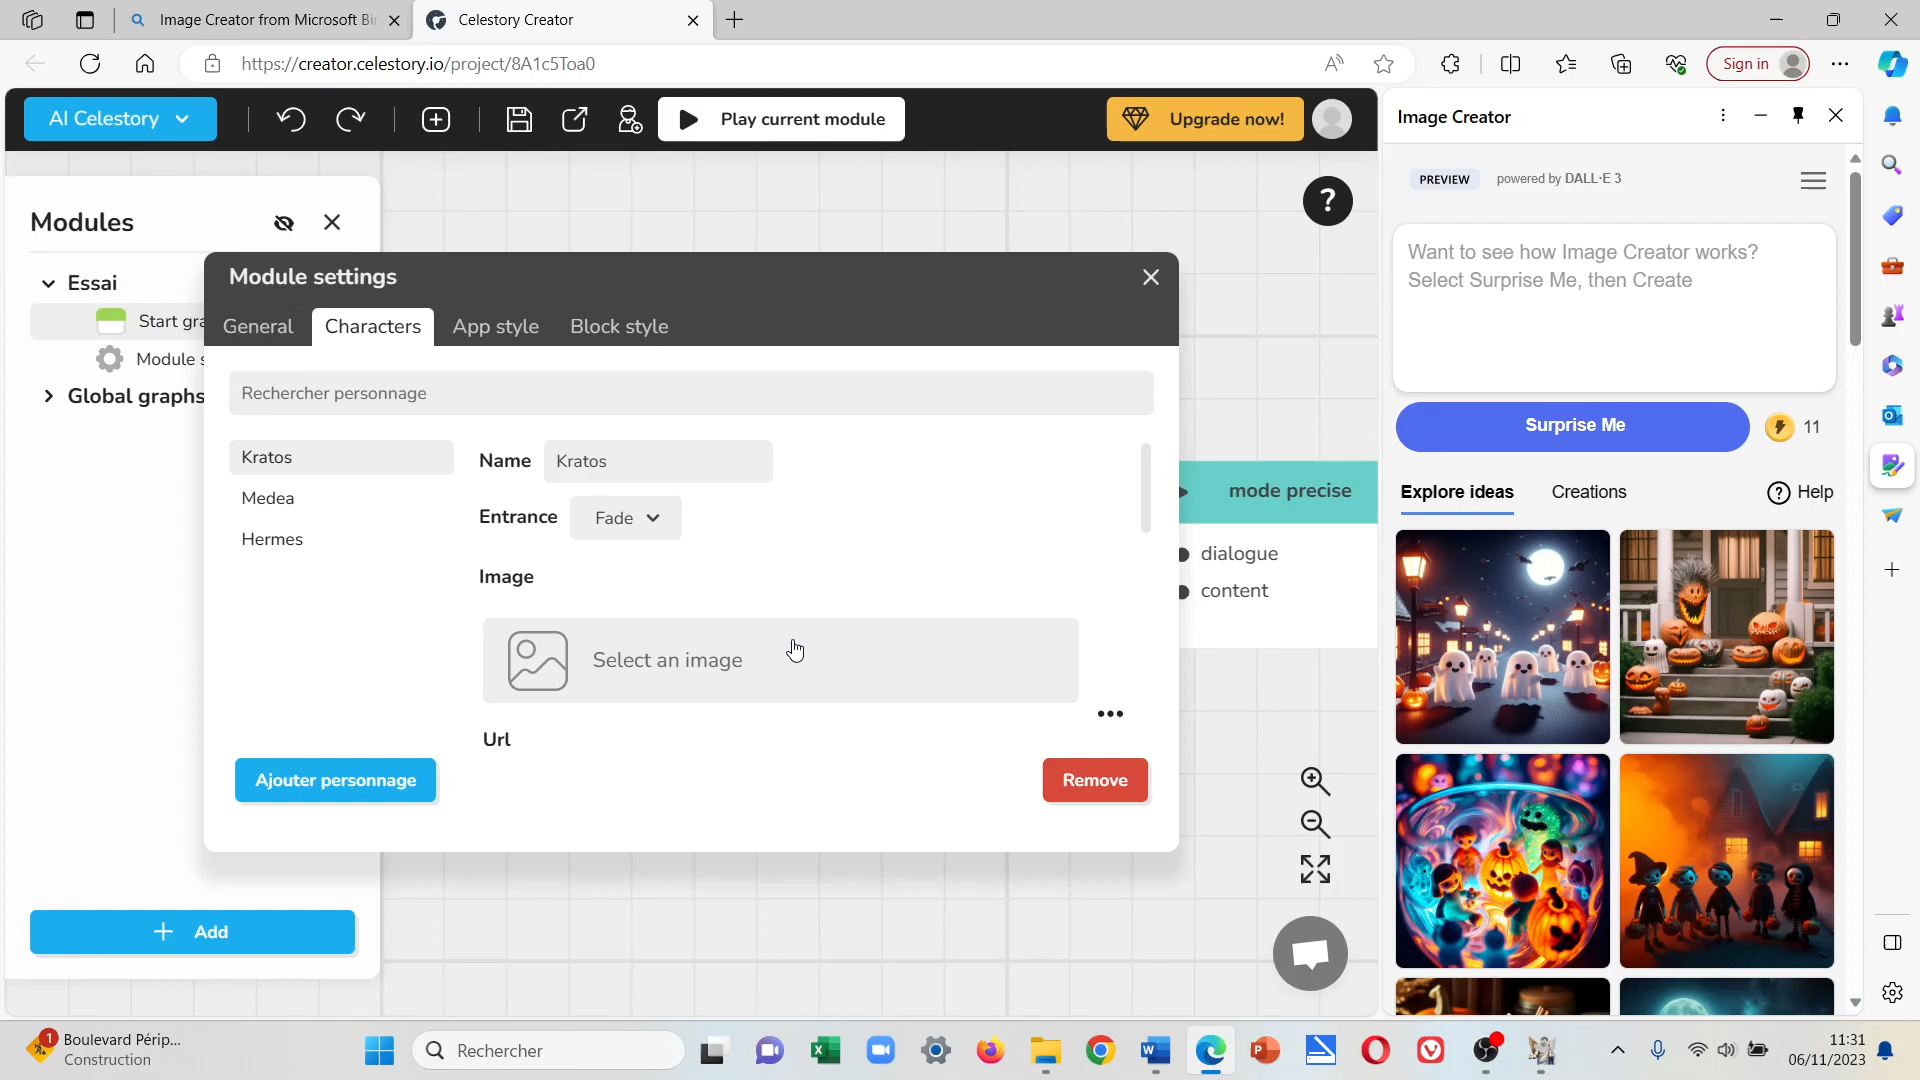 Image Creator from Microsoft Bi
Celestory Creator
https://creator.celestory.io/project/8A1c5Toa0
Sign in
AI Celestory
Play current module
Upgrade now!
Image Creator
PREVIEW
powered by DALL·E 3
Modules
Want to see how Image Creator works?
Select Surprise Me, then Create
Essai
Start gra
Module s
Global graphs
Module settings
General
Characters
App style
Block style
Rechercher personnage
Surprise Me
11
Kratos
Medea
Hermes
Name
Kratos
Entrance
Fade
Image
Select an image
Url
Ajouter personnage
Remove
mode precise
dialogue
content
Explore ideas
Creations
Help
Add
1
Boulevard Périp...
Construction
Rechercher
11:31
06/11/2023